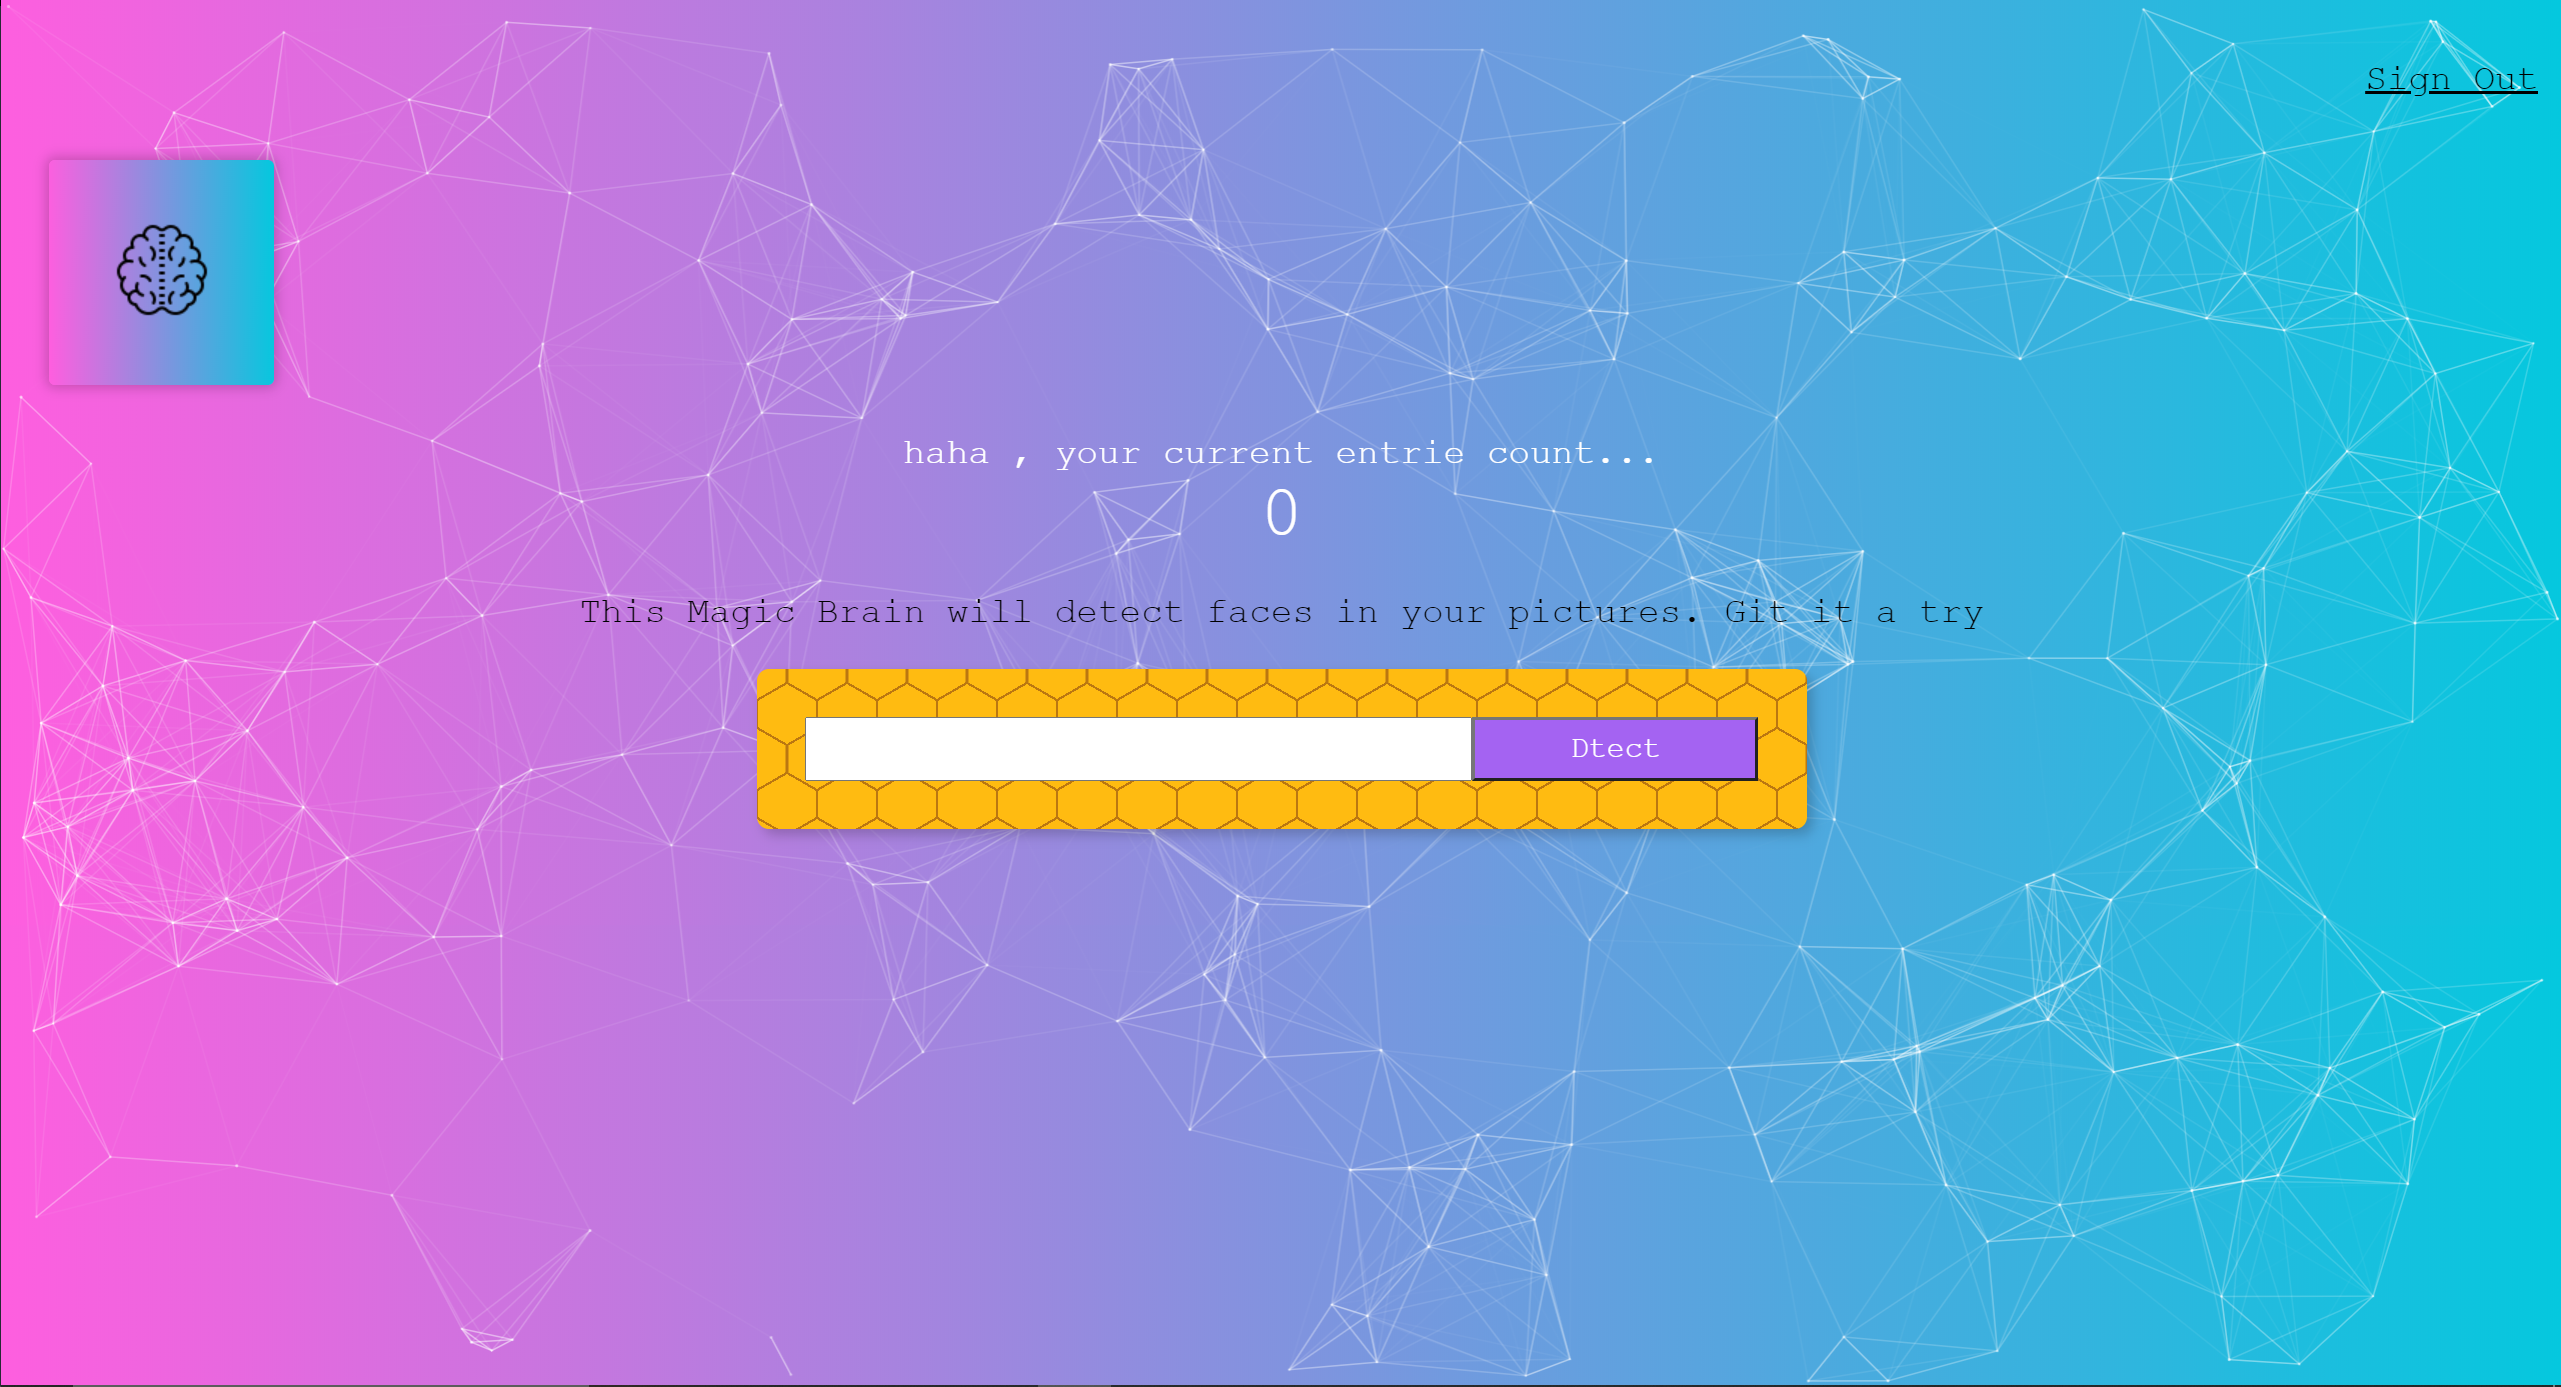 Sign Out
haha , your current entrie count...
0
This Magic Brain will detect faces in your pictures. Git it a try
Dtect